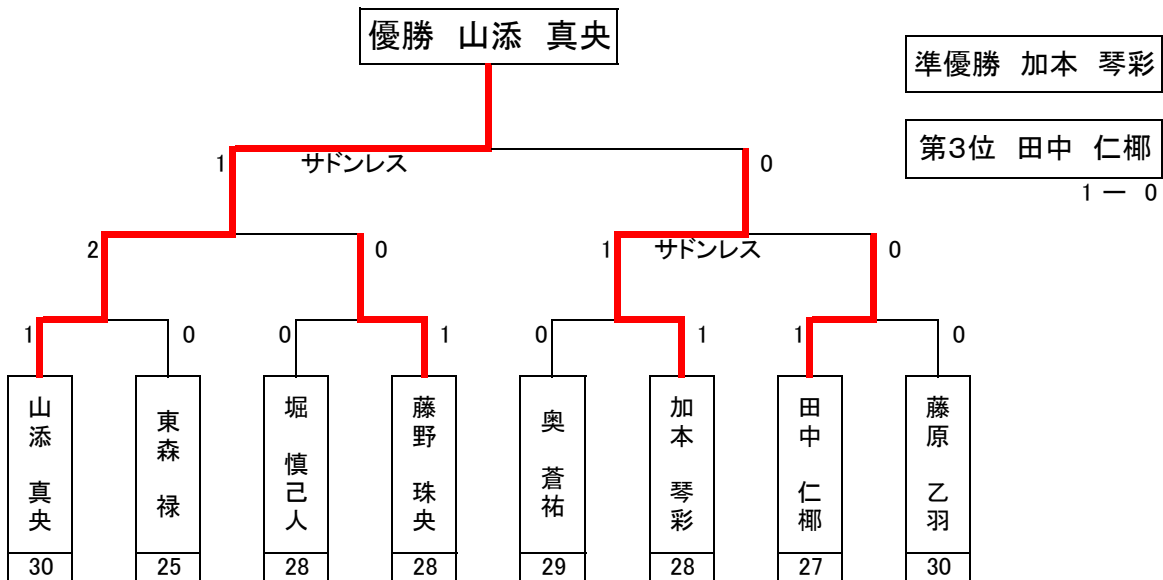 優勝 山添 真央
準優勝 加本 琴彩
第3位 田中 仁椰
1 ー 0
1 サドンレス 0
2 0 1 サドンレス 0
1 0 0 1 0 1 1 0
山添 真央
東森 禄
堀 慎己人
藤野 珠央
奥 蒼祐
加本 琴彩
田中 仁椰
藤原 乙羽
30 25 28 28 29 28 27 30